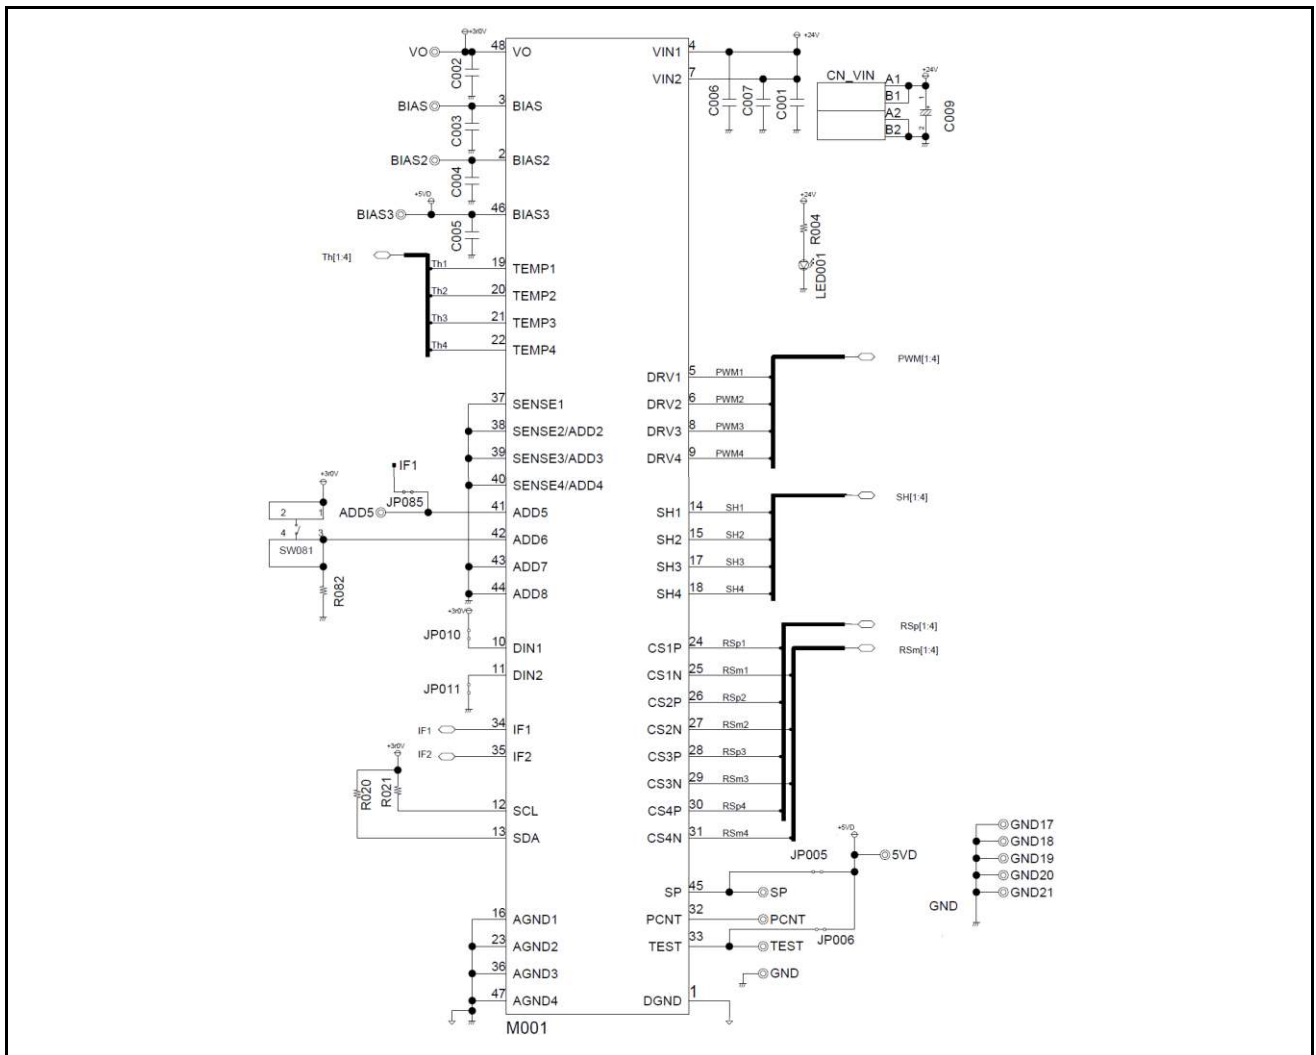 +3r0V
+24V
VO
48
VO
VIN1
4
C002
VIN2
7
CN_VIN
A1
+24V
B1
1
A2
B2
2
C009
BIAS
3
BIAS
C006
C007
C001
C003
BIAS2
2
BIAS2
C004
+5VD
BIAS3
46
BIAS3
C005
+24V
R004
LED001
Th[1:4]
Th1
19
TEMP1
Th2
20
TEMP2
Th3
21
TEMP3
Th4
22
TEMP4
PWM[1:4]
DRV1
5
PWM1
DRV2
6
PWM2
DRV3
8
PWM3
DRV4
9
PWM4
37
SENSE1
38
SENSE2/ADD2
39
SENSE3/ADD3
40
SENSE4/ADD4
IF1
JP085
+3r0V
SH[1:4]
ADD5
41
ADD5
SH1
14
SH1
2
1
4
3
SW081
42
ADD6
SH2
15
SH2
43
ADD7
SH3
17
SH3
R082
44
ADD8
SH4
18
SH4
+3r0V
JP010
10
DIN1
JP011
11
DIN2
RSp[1:4]
RSm[1:4]
CS1P
24
RSp1
CS1N
25
RSm1
CS2P
26
RSp2
IF1
34
IF1
CS2N
27
RSm2
IF2
35
IF2
CS3P
28
RSp3
+3r0V
R020
R021
CS3N
29
RSm3
12
SCL
CS4P
30
RSp4
13
SDA
CS4N
31
RSm4
+5VD
JP005
5VD
GND17
GND18
GND19
GND20
GND21
GND
SP
45
SP
16
AGND1
PCNT
32
PCNT
23
AGND2
TEST
33
TEST
JP006
36
AGND3
GND
47
AGND4
DGND
1
M001